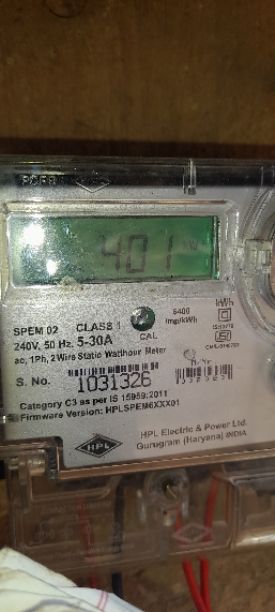 401
kWh
SPEM 02 CLASS 1
CAL
6400
imp/kWh
240V, 50 Hz. 5-30A
ac, 1Ph, 2 Wire Static Watthour Meter
S. No. 1031326
Category C3 as per IS 15959:2011
Firmware Version: HPLSPEM6XXX01
HPL
HPL Electric & Power Ltd.
Gurugram (Haryana) INDIA